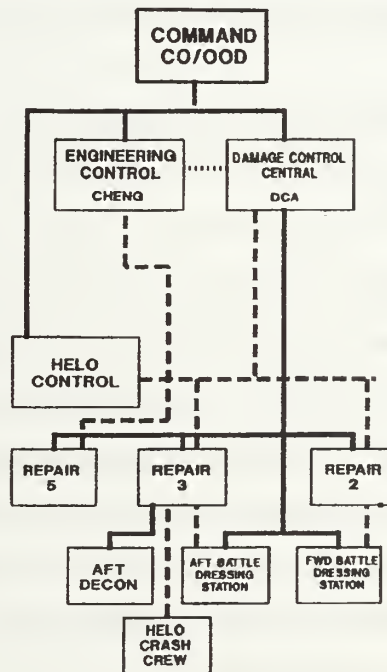 COMMAND
CO/OOD
ENGINEERING
CONTROL
CHENG
DAMAGE CONTROL
CENTRAL
DCA
HELO
CONTROL
REPAIR
5
REPAIR
3
REPAIR
2
AFT
DECON
AFT BATTLE
DRESSING
STATION
FWD BATTLE
DRESSING
STATION
HELO
CRASH
CREW